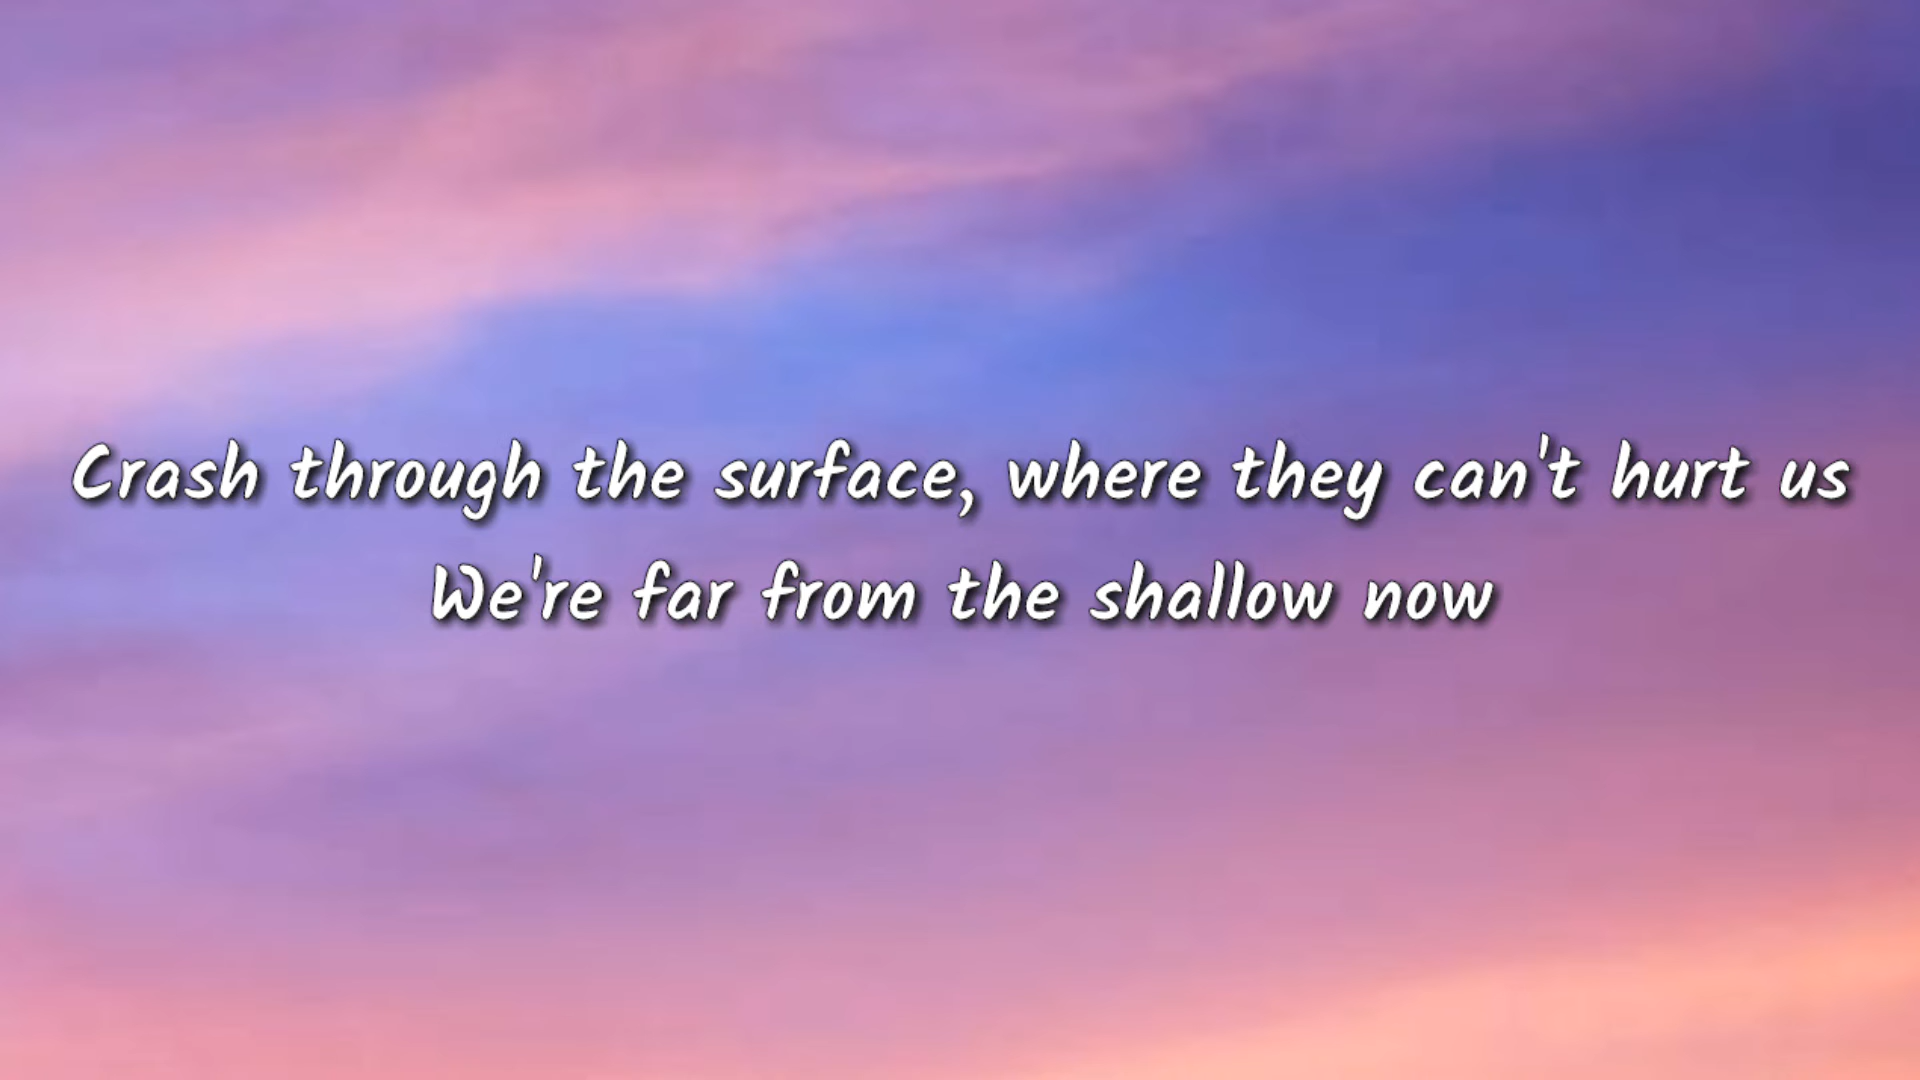 Crash through the surface, where they can't hurt us
We're far from the shallow now